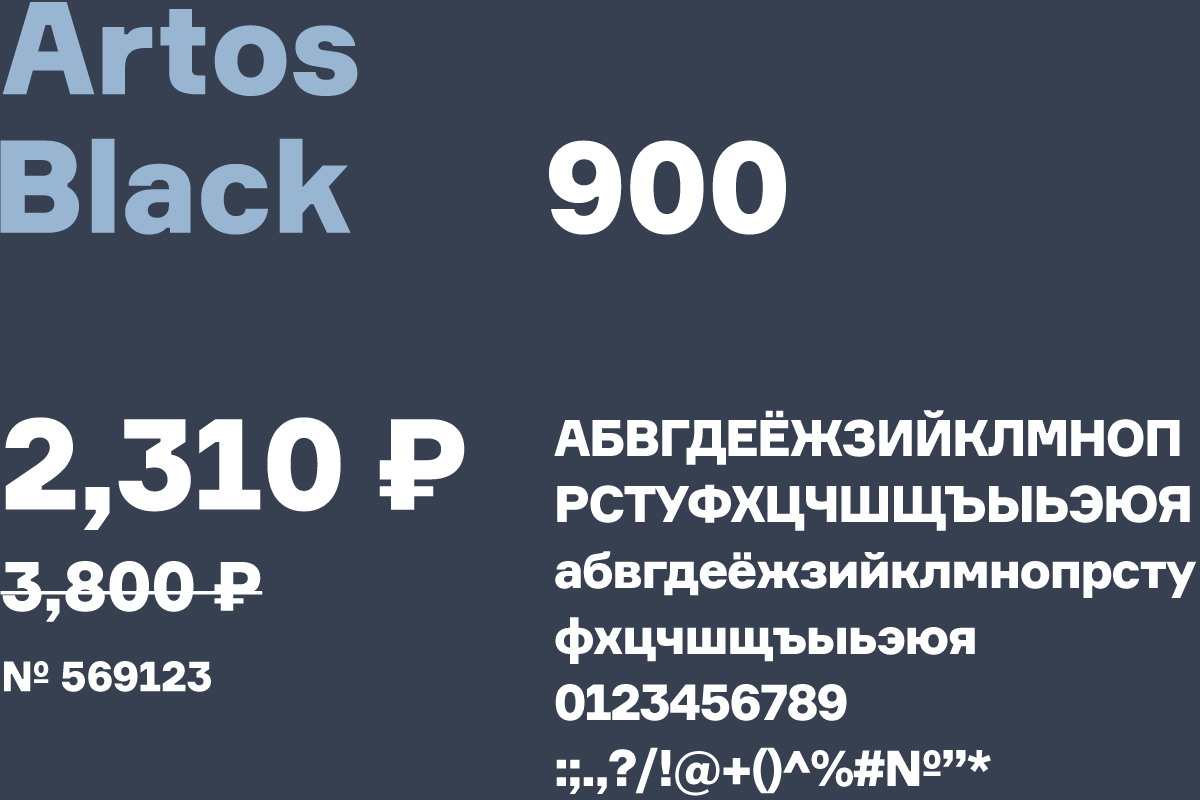 Artos
Black
900
2,310 ₽
3,800 ₽
№ 569123
АБВГДЕЁЖЗИЙКЛМНОП
РСТУФХЦЧШЩЪЫЬЭЮЯ
абвгдеёжзийклмнопрсту
фхцчшщъыьэюя
0123456789
:;.,?/!@+()^%#№”*